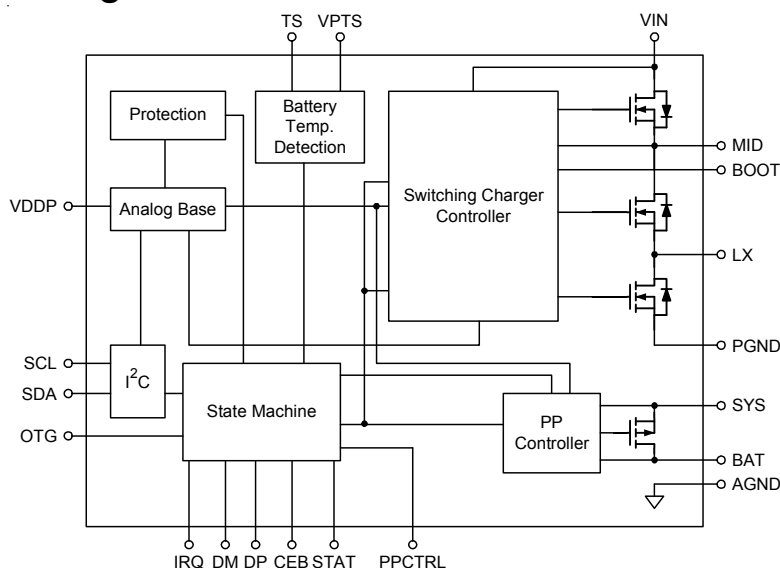 TS VPTS VIN
Protection
Battery
Temp.
Detection
MID
BOOT
Switching Charger
Controller
VDDP
Analog Base
LX
PGND
SCL
SDA
I²C
OTG
State Machine
PP
Controller
SYS
BAT
AGND
IRQ DM DP CEB STAT PPCTRL